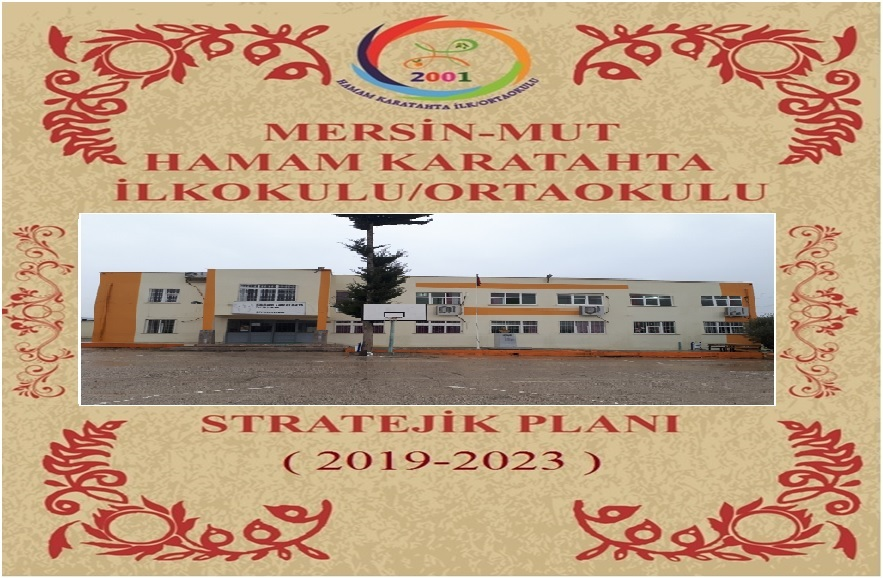 2001
HAMAM KARATAHTA İLK/ORTAOKULU
MERSİN-MUT
HAMAM KARATAHTA
İLKOKULU/ORTAOKULU
STRATEJİK PLANI
( 2019-2023 )